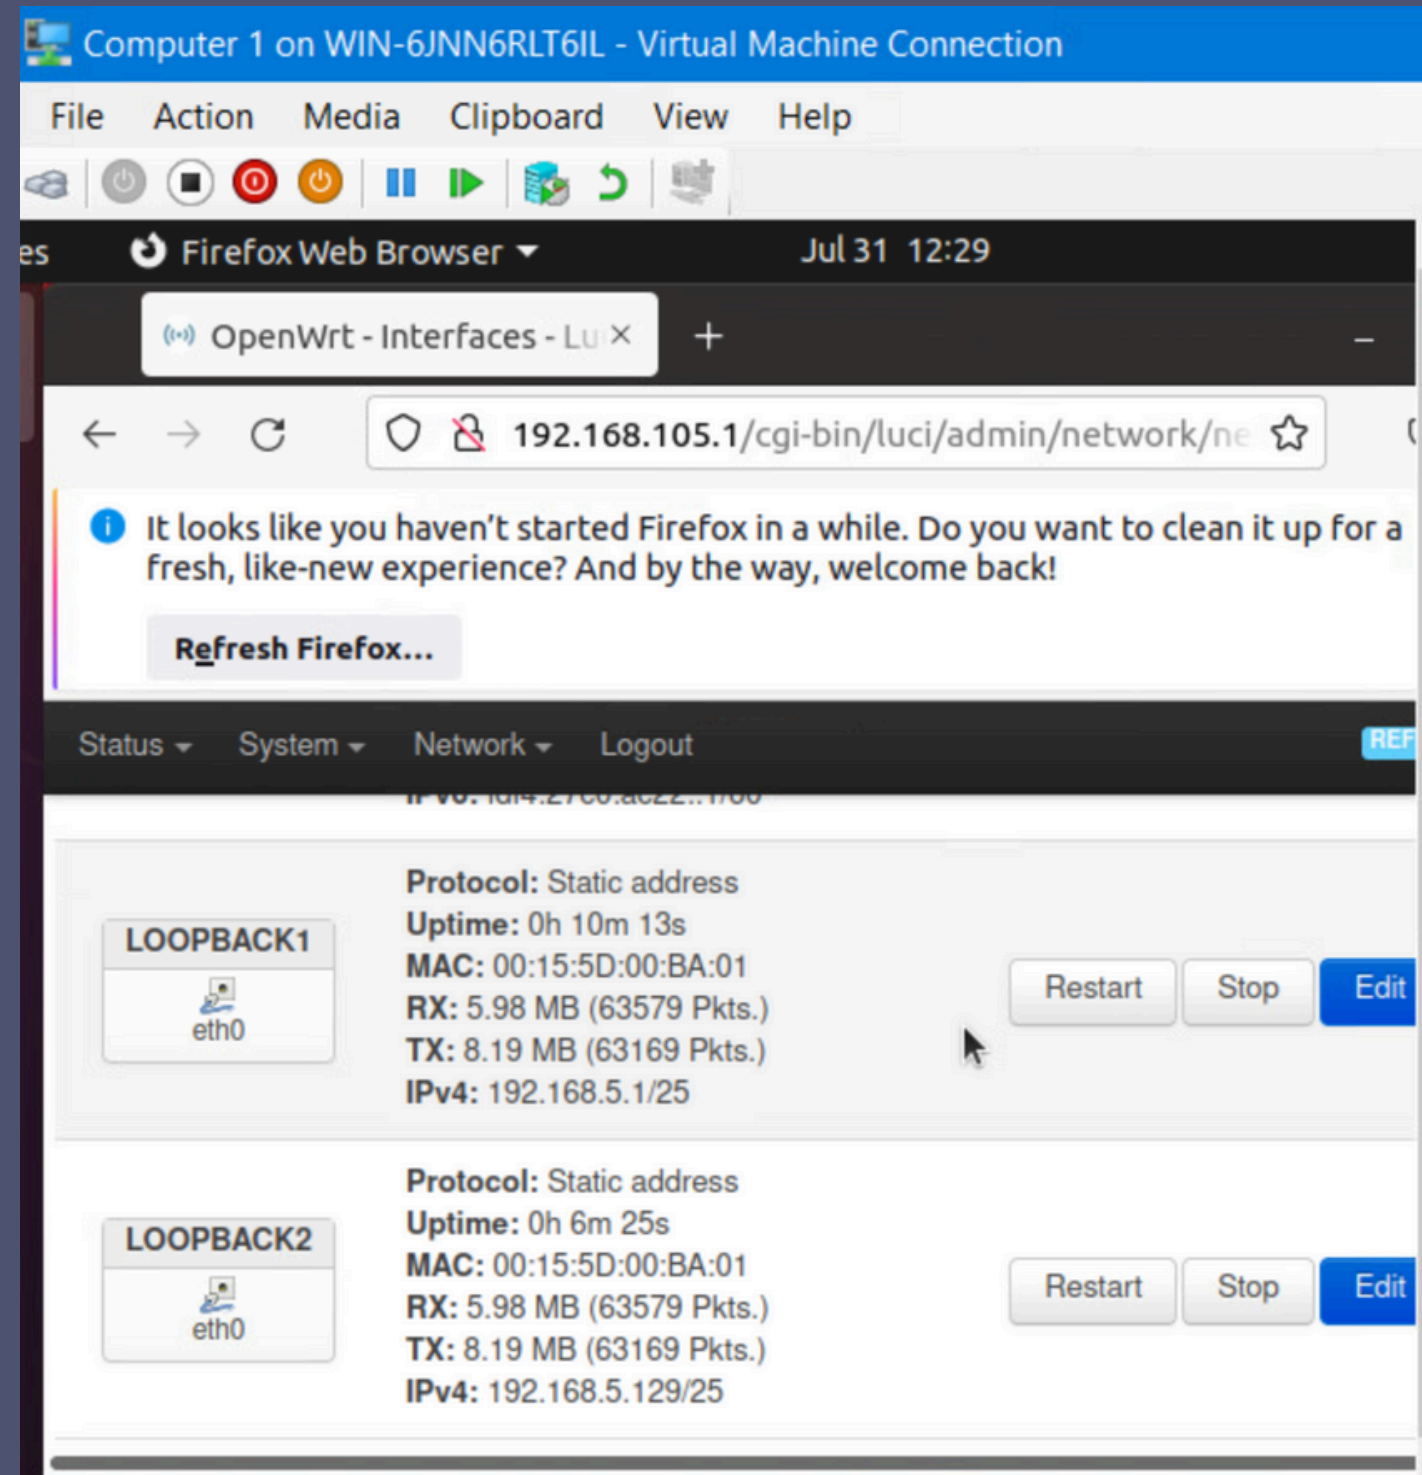 Computer 1 on WIN-6JNN6RLT6IL - Virtual Machine Connection
File Action Media Clipboard View Help
es Firefox Web Browser Jul 31 12:29
OpenWrt - Interfaces - Lu
192.168.105.1/cgi-bin/luci/admin/network/ne
It looks like you haven't started Firefox in a while. Do you want to clean it up for a
fresh, like-new experience? And by the way, welcome back!
Refresh Firefox...
Status System Network Logout REF
Protocol: Static address
Uptime: 0h 10m 13s
LOOPBACK1
MAC: 00:15:5D:00:BA:01
Restart Stop Edit
RX: 5.98 MB (63579 Pkts.)
eth0
TX: 8.19 MB (63169 Pkts.)
IPv4: 192.168.5.1/25
Protocol: Static address
Uptime: 0h 6m 25s
LOOPBACK2
MAC: 00:15:5D:00:BA:01
Restart Stop Edit
RX: 5.98 MB (63579 Pkts.)
eth0
TX: 8.19 MB (63169 Pkts.)
IPv4: 192.168.5.129/25